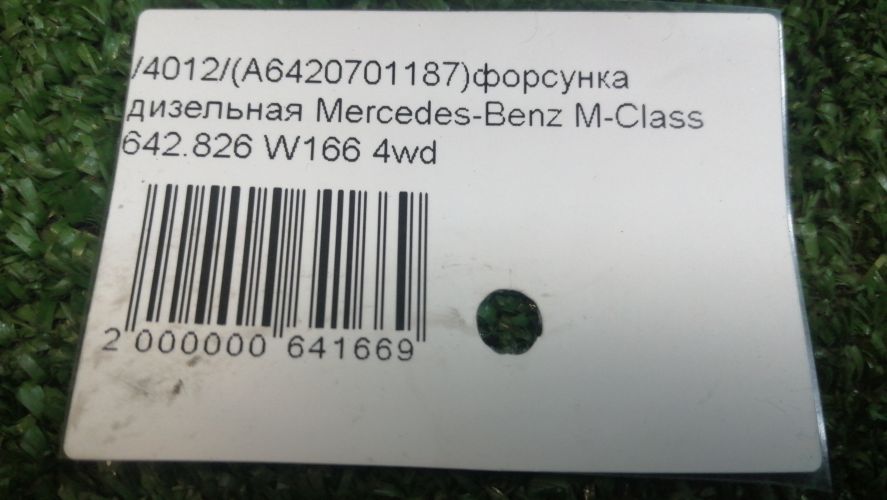 /4012/(A6420701187)форсунка
дизельная Mercedes-Benz M-Class
642.826 W166 4wd
2 000000 641669